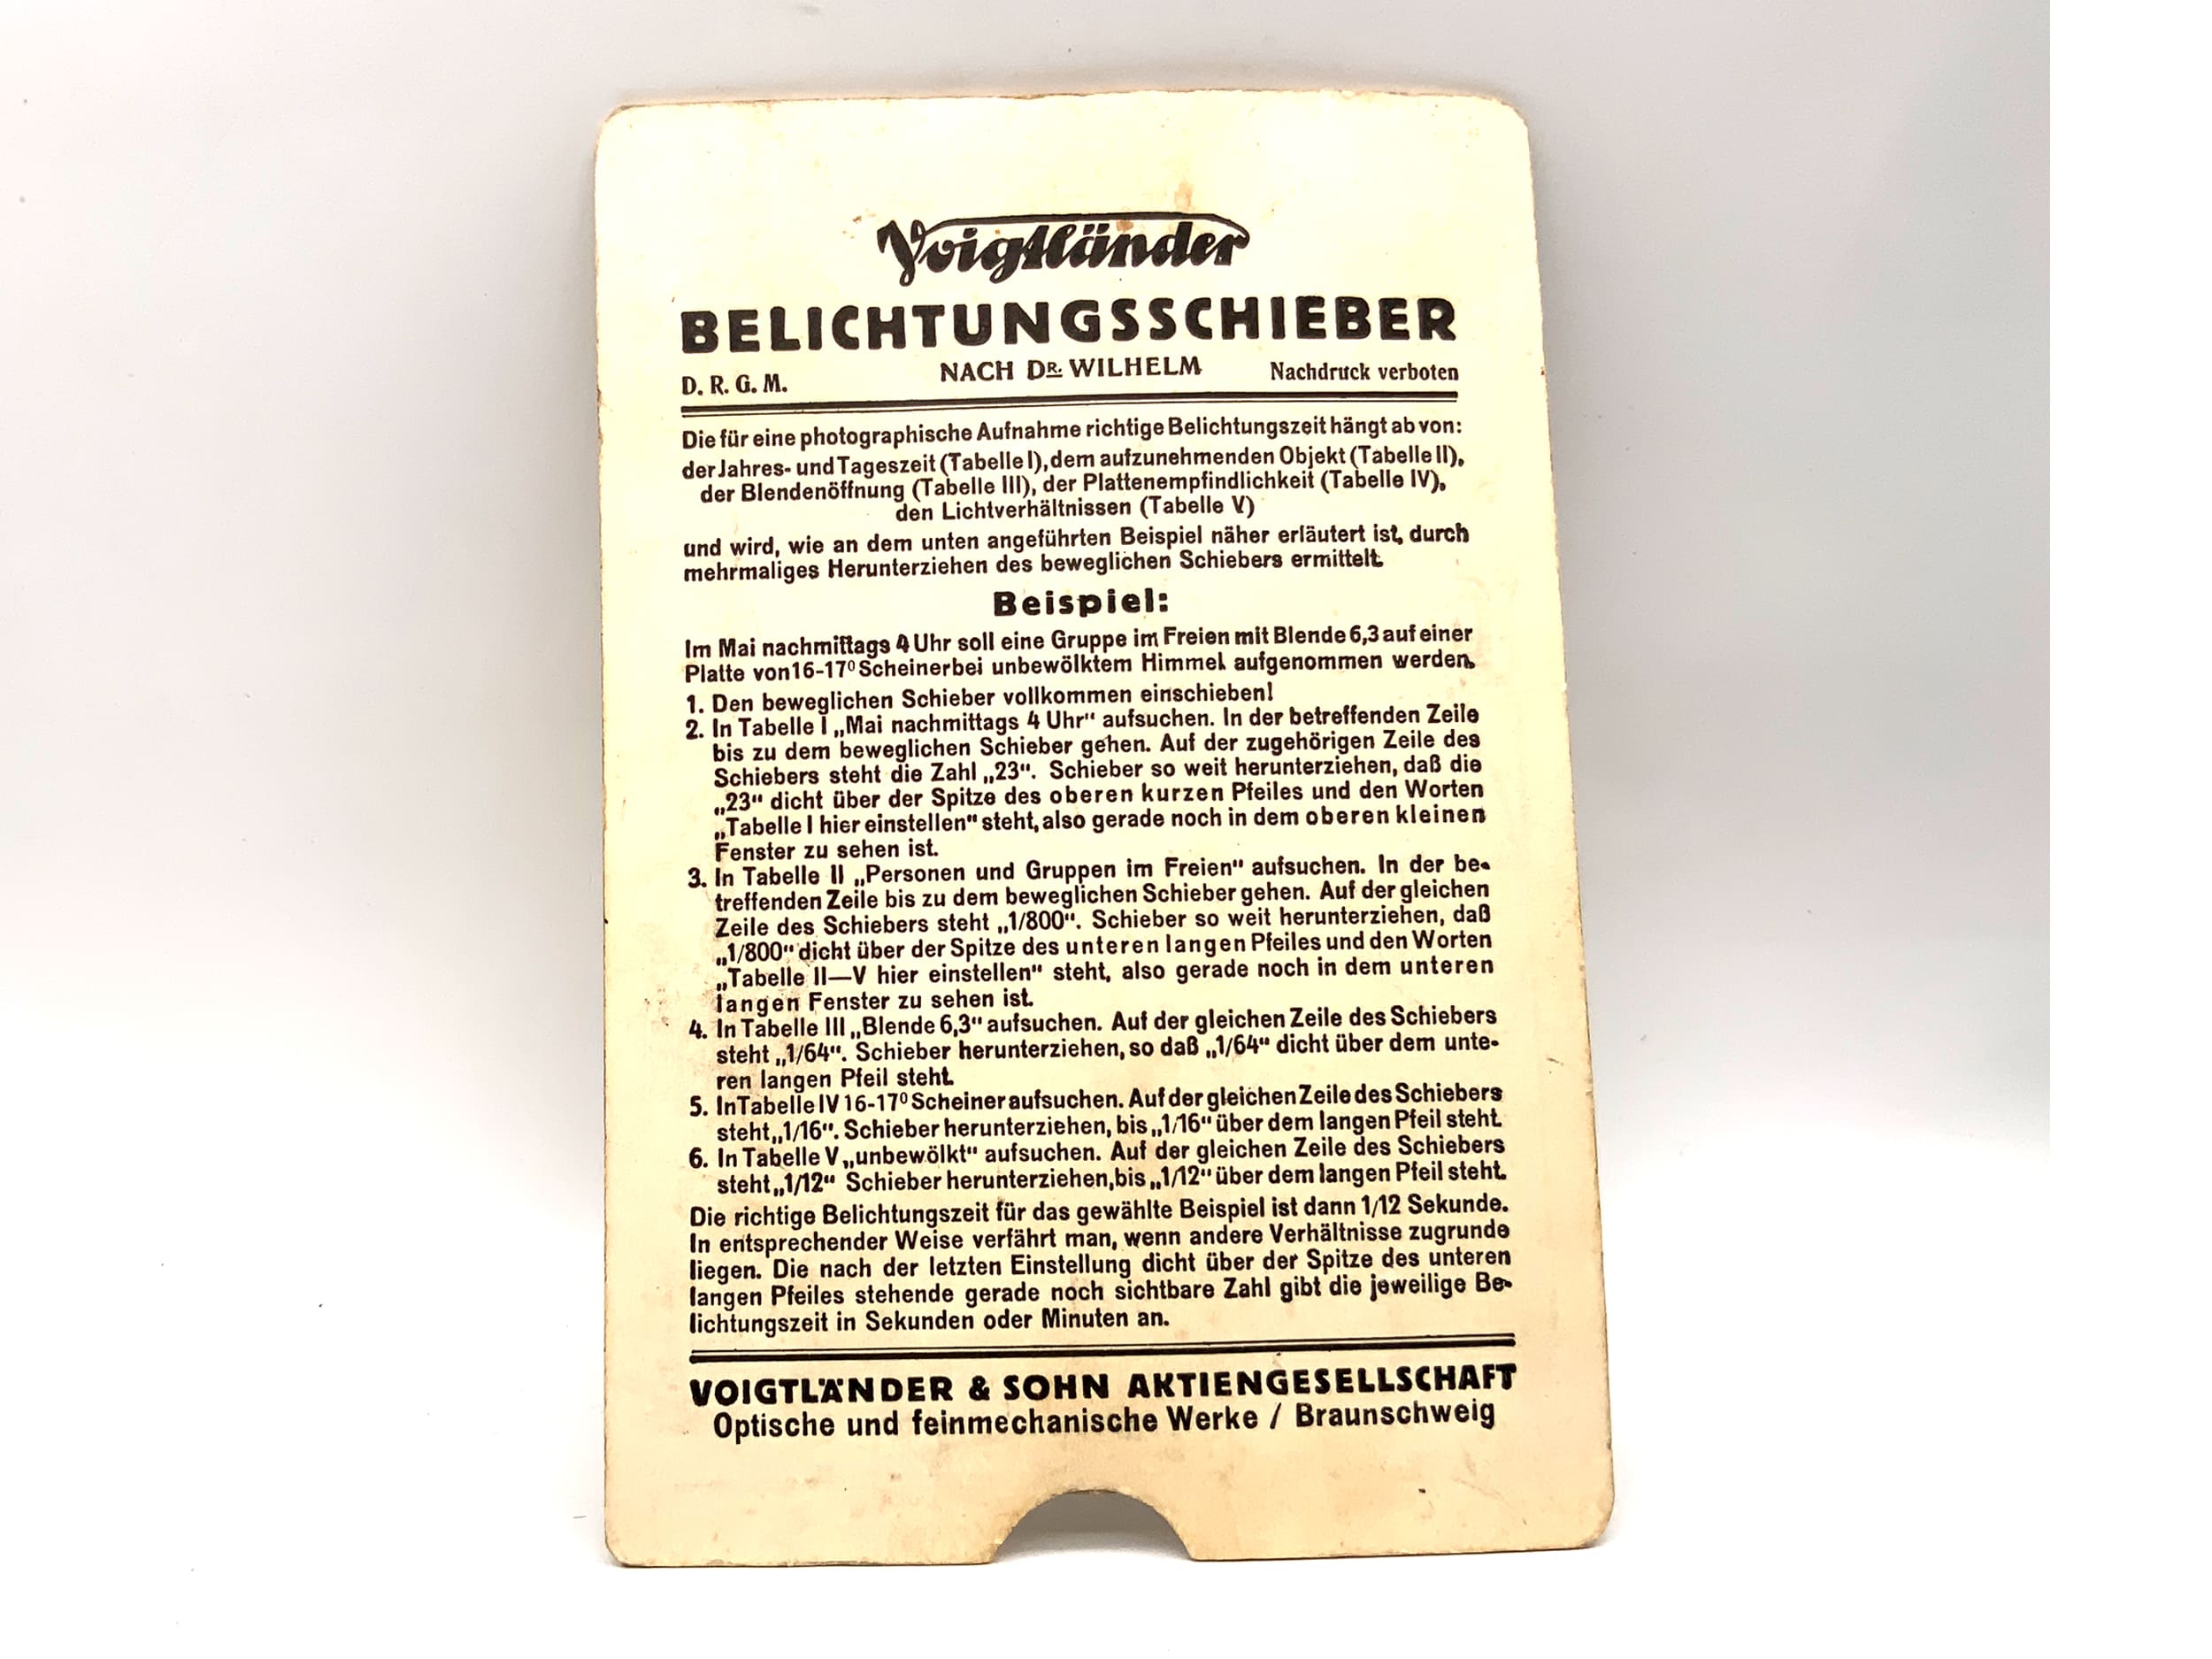 Voigtländer
BELICHTUNGSSCHIEBER
D. R. G. M. NACH DR. WILHELM Nachdruck verboten
Die für eine photographische Aufnahme richtige Belichtungszeit hängt ab von:
der Jahres- und Tageszeit (Tabelle I), dem aufzunehmenden Objekt (Tabelle II),
der Blendenöffnung (Tabelle III), der Plattenempfindlichkeit (Tabelle IV),
den Lichtverhältnissen (Tabelle V)
und wird, wie an dem unten angeführten Beispiel näher erläutert ist, durch
mehrmaliges Herunterziehen des beweglichen Schiebers ermittelt.
Beispiel:
Im Mai nachmittags 4 Uhr soll eine Gruppe im Freien mit Blende 6,3 auf einer
Platte von 16-17⁰ Scheiner bei unbewölktem Himmel aufgenommen werden.
1. Den beweglichen Schieber vollkommen einschieben!
2. In Tabelle I „Mai nachmittags 4 Uhr“ aufsuchen. In der betreffenden Zeile
bis zu dem beweglichen Schieber gehen. Auf der zugehörigen Zeile des
Schiebers steht die Zahl „23“. Schieber so weit herunterziehen, daß die
„23“ dicht über der Spitze des oberen kurzen Pfeiles und den Worten
„Tabelle I hier einstellen“ steht, also gerade noch in dem oberen kleinen
Fenster zu sehen ist.
3. In Tabelle II „Personen und Gruppen im Freien“ aufsuchen. In der be-
treffenden Zeile bis zu dem beweglichen Schieber gehen. Auf der gleichen
Zeile des Schiebers steht „1/800“. Schieber so weit herunterziehen, daß
„1/800“ dicht über der Spitze des unteren langen Pfeiles und den Worten
„Tabelle II—V hier einstellen“ steht, also gerade noch in dem unteren
langen Fenster zu sehen ist.
4. In Tabelle III „Blende 6,3“ aufsuchen. Auf der gleichen Zeile des Schiebers
steht „1/64“. Schieber herunterziehen, so daß „1/64“ dicht über dem unte-
ren langen Pfeil steht.
5. In Tabelle IV 16-17⁰ Scheiner aufsuchen. Auf der gleichen Zeile des Schiebers
steht „1/16“. Schieber herunterziehen, bis „1/16“ über dem langen Pfeil steht.
6. In Tabelle V „unbewölkt“ aufsuchen. Auf der gleichen Zeile des Schiebers
steht „1/12“ Schieber herunterziehen, bis „1/12“ über dem langen Pfeil steht.
Die richtige Belichtungszeit für das gewählte Beispiel ist dann 1/12 Sekunde.
In entsprechender Weise verfährt man, wenn andere Verhältnisse zugrunde
liegen. Die nach der letzten Einstellung dicht über der Spitze des unteren
langen Pfeiles stehende gerade noch sichtbare Zahl gibt die jeweilige Be-
lichtungszeit in Sekunden oder Minuten an.
VOIGTLÄNDER & SOHN AKTIENGESELLSCHAFT
Optische und feinmechanische Werke / Braunschweig